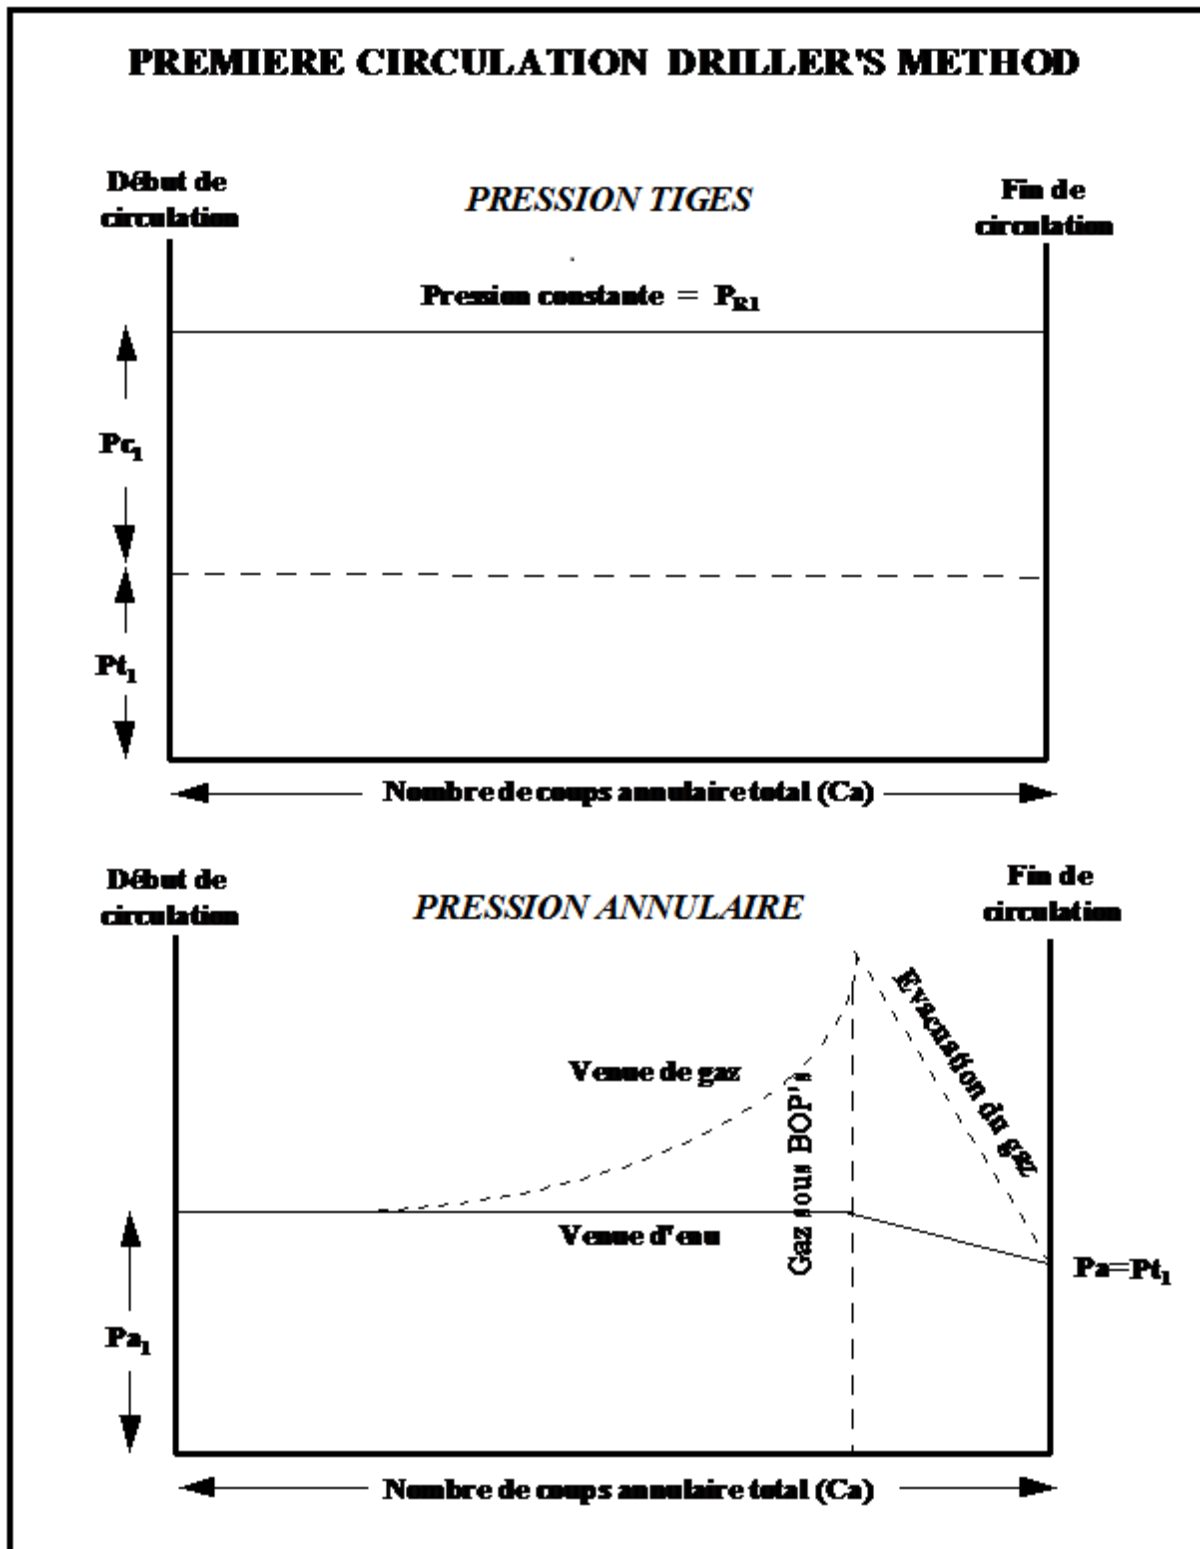 PREMIERE CIRCULATION DRILLER'S METHOD
Début de
circulation
PRESSION TIGES
Fin de
circulation
Pression constante = PR1
Pc1
Pt1
Nombre de coups annulaire total (Ca)
Début de
circulation
PRESSION ANNULAIRE
Fin de
circulation
Evacuation du gaz
Venue de gaz
Gaz sous BOP's
Venue d'eau
Pa=Pt1
Pa1
Nombre de coups annulaire total (Ca)